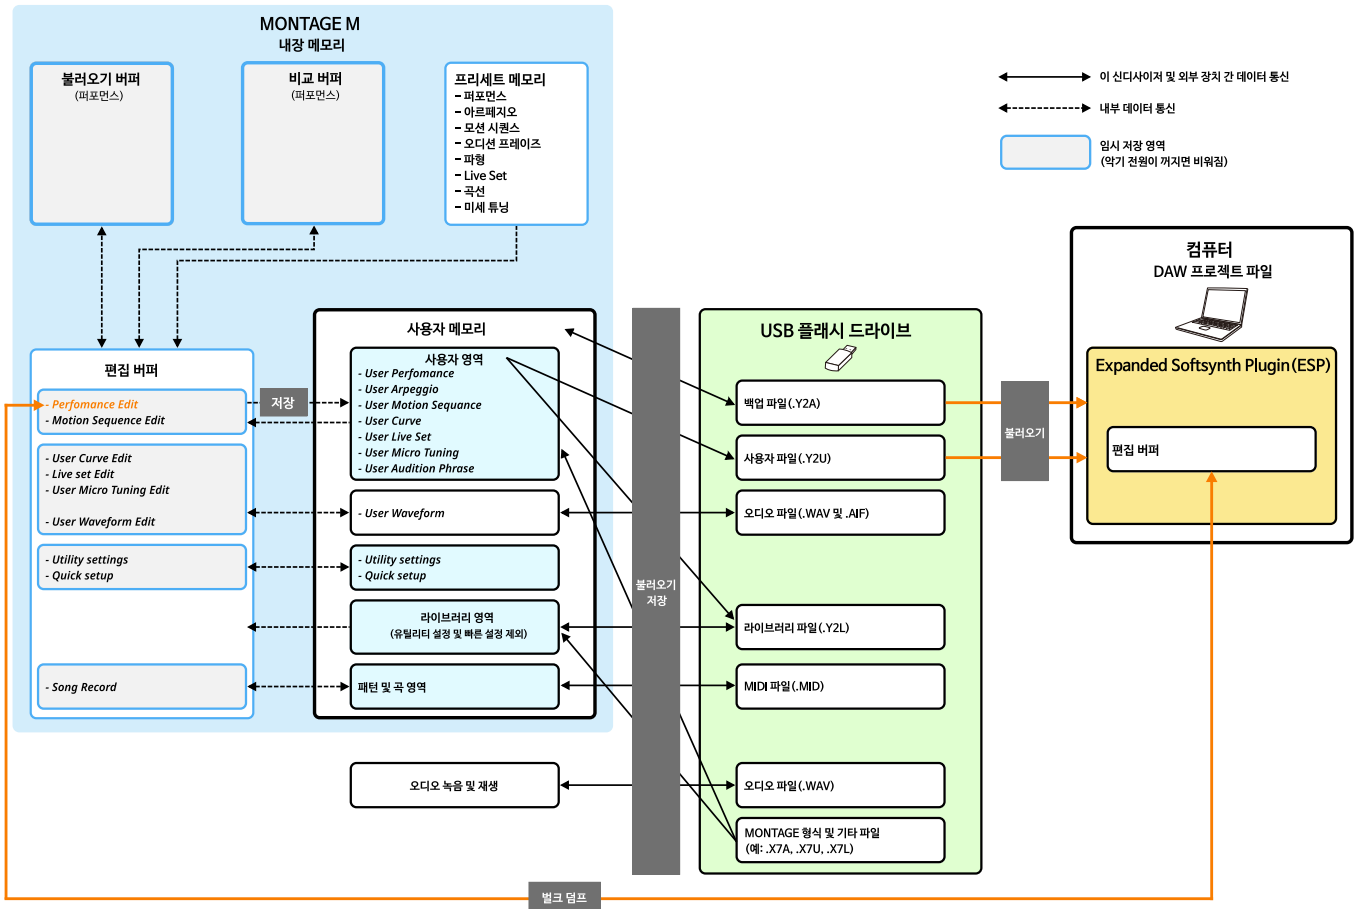 MONTAGE M
내장 메모리
불러오기 버퍼
(퍼포먼스)
비교 버퍼
(퍼포먼스)
프리세트 메모리
– 퍼포먼스
– 아르페지오
– 모션 시퀀스
– 오디션 프레이즈
– 파형
– Live Set
– 곡선
– 미세 튜닝
이 신디사이저 및 외부 장치 간 데이터 통신
내부 데이터 통신
임시 저장 영역
(악기 전원이 꺼지면 비워짐)
편집 버퍼
- Perfomance Edit
- Motion Sequence Edit
- User Curve Edit
- Live set Edit
- User Micro Tuning Edit
- User Waveform Edit
- Utility settings
- Quick setup
- Song Record
저장
사용자 메모리
사용자 영역
- User Perfomance
- User Arpeggio
- User Motion Sequance
- User Curve
- User Live Set
- User Micro Tuning
- User Audition Phrase
- User Waveform
- Utility settings
- Quick setup
라이브러리 영역
(유틸리티 설정 및 빠른 설정 제외)
패턴 및 곡 영역
오디오 녹음 및 재생
불러오기
저장
USB 플래시 드라이브
백업 파일(.Y2A)
사용자 파일(.Y2U)
오디오 파일(.WAV 및 .AIF)
라이브러리 파일(.Y2L)
MIDI 파일(.MID)
오디오 파일(.WAV)
MONTAGE 형식 및 기타 파일
(예: .X7A, .X7U, .X7L)
불러오기
컴퓨터
DAW 프로젝트 파일
Expanded Softsynth Plugin(ESP)
편집 버퍼
벌크 덤프